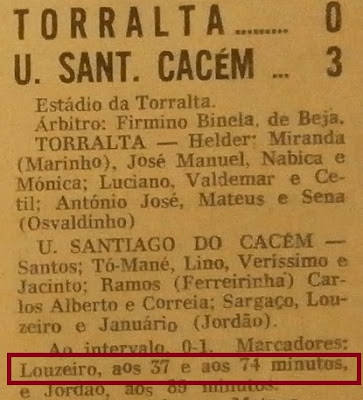 TORRALTA ......... 0
U. SANT. CACÉM ... 3
Estádio da Torralta.
Árbitro: Firmino Binela, de Beja.
TORRALTA — Helder; Miranda
(Marinho), José Manuel, Nabica e
Mónica; Luciano, Valdemar e Ce-
til; António José, Mateus e Sena
(Osvaldinho)
U. SANTIAGO DO CACÉM —
Santos; Tó-Mané, Lino, Veríssimo e
Jacinto; Ramos (Ferreirinha) Car-
los Alberto e Correia; Sargaço, Lou-
zeiro e Januário (Jordão).
Ao intervalo, 0-1. Marcadores:
Louzeiro, aos 37 e aos 74 minutos,
e Jordão, aos 89 minutos.